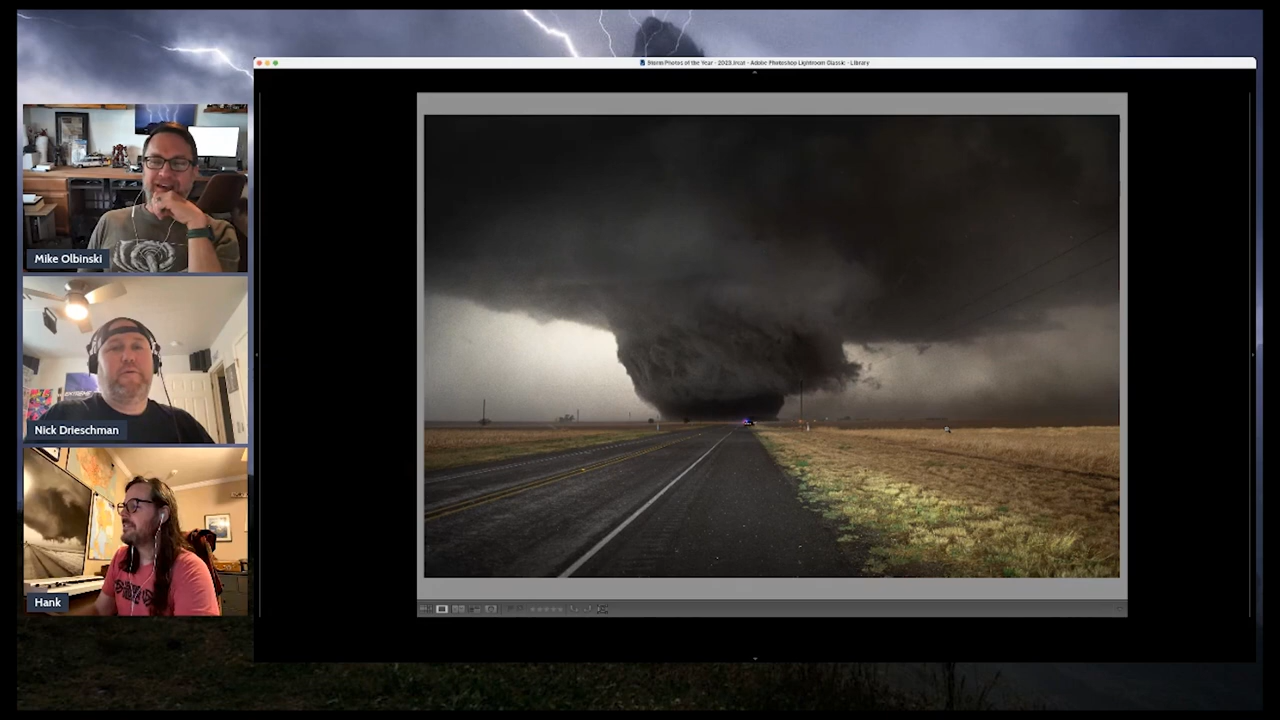 Storm Photos of the Year - 2023.lrcat - Adobe Photoshop Lightroom Classic - Library
Mike Olbinski
Nick Drieschman
Hank